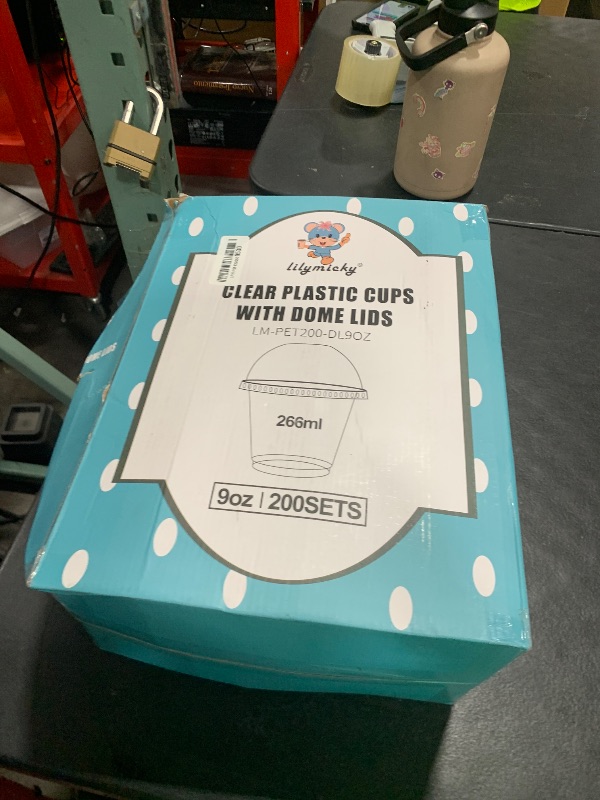 lilymicky®
CLEAR PLASTIC CUPS
WITH DOME LIDS
LM-PET200-DL9OZ
266ml
9oz | 200SETS